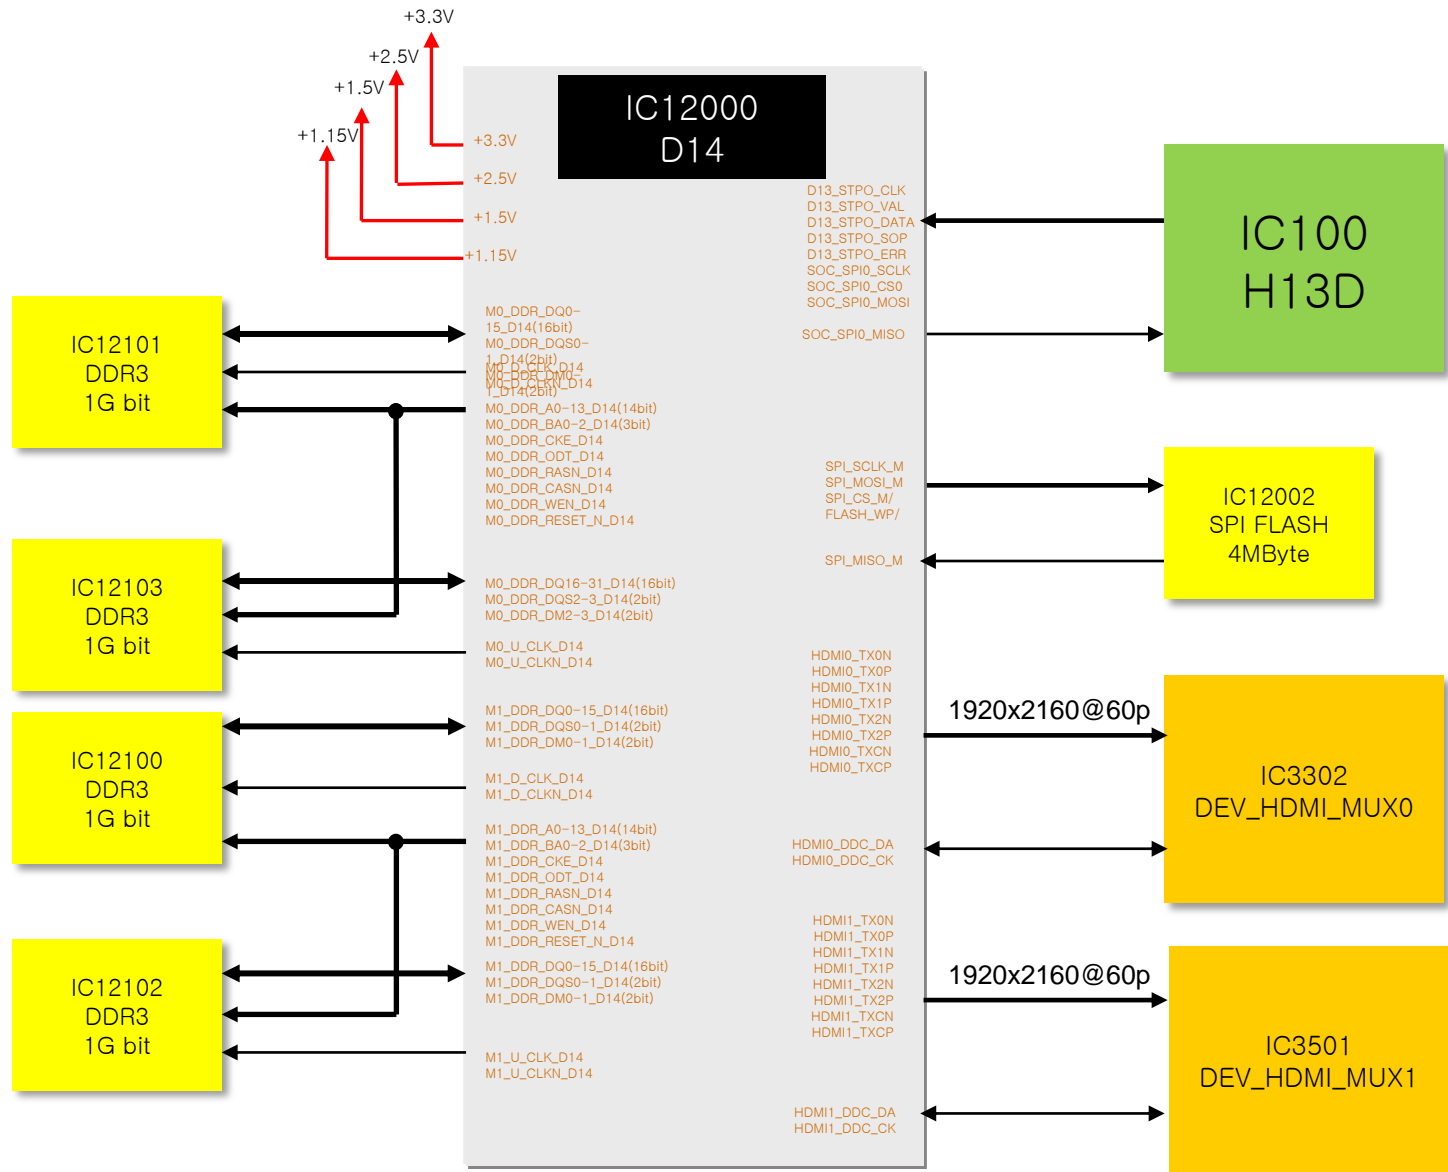 +3.3V
+2.5V
+1.5V
+1.15V
IC12000
D14
+3.3V
+2.5V
+1.5V
+1.15V
D13_STPO_CLK
D13_STPO_VAL
D13_STPO_DATA
D13_STPO_SOP
D13_STPO_ERR
SOC_SPI0_SCLK
SOC_SPI0_CS0
SOC_SPI0_MOSI
SOC_SPI0_MISO
IC100
H13D
IC12101
DDR3
1G bit
M0_DDR_DQ0-
15_D14(16bit)
M0_DDR_DQS0-
1_D14(2bit)
M0_D_CLK_D14
M0_DDR_DM0-
M0_D_CLKN_D14
1_D14(2bit)
M0_DDR_A0-13_D14(14bit)
M0_DDR_BA0-2_D14(3bit)
M0_DDR_CKE_D14
M0_DDR_ODT_D14
M0_DDR_RASN_D14
M0_DDR_CASN_D14
M0_DDR_WEN_D14
M0_DDR_RESET_N_D14
SPI_SCLK_M
SPI_MOSI_M
SPI_CS_M/
FLASH_WP/
SPI_MISO_M
IC12002
SPI FLASH
4MByte
IC12103
DDR3
1G bit
M0_DDR_DQ16-31_D14(16bit)
M0_DDR_DQS2-3_D14(2bit)
M0_DDR_DM2-3_D14(2bit)
M0_U_CLK_D14
M0_U_CLKN_D14
HDMI0_TX0N
HDMI0_TX0P
HDMI0_TX1N
HDMI0_TX1P
HDMI0_TX2N
HDMI0_TX2P
HDMI0_TXCN
HDMI0_TXCP
1920x2160@60p
IC3302
DEV_HDMI_MUX0
IC12100
DDR3
1G bit
M1_DDR_DQ0-15_D14(16bit)
M1_DDR_DQS0-1_D14(2bit)
M1_DDR_DM0-1_D14(2bit)
M1_D_CLK_D14
M1_D_CLKN_D14
M1_DDR_A0-13_D14(14bit)
M1_DDR_BA0-2_D14(3bit)
M1_DDR_CKE_D14
M1_DDR_ODT_D14
M1_DDR_RASN_D14
M1_DDR_CASN_D14
M1_DDR_WEN_D14
M1_DDR_RESET_N_D14
HDMI0_DDC_DA
HDMI0_DDC_CK
HDMI1_TX0N
HDMI1_TX0P
HDMI1_TX1N
HDMI1_TX1P
HDMI1_TX2N
HDMI1_TX2P
HDMI1_TXCN
HDMI1_TXCP
1920x2160@60p
IC3501
DEV_HDMI_MUX1
IC12102
DDR3
1G bit
M1_DDR_DQ0-15_D14(16bit)
M1_DDR_DQS0-1_D14(2bit)
M1_DDR_DM0-1_D14(2bit)
M1_U_CLK_D14
M1_U_CLKN_D14
HDMI1_DDC_DA
HDMI1_DDC_CK